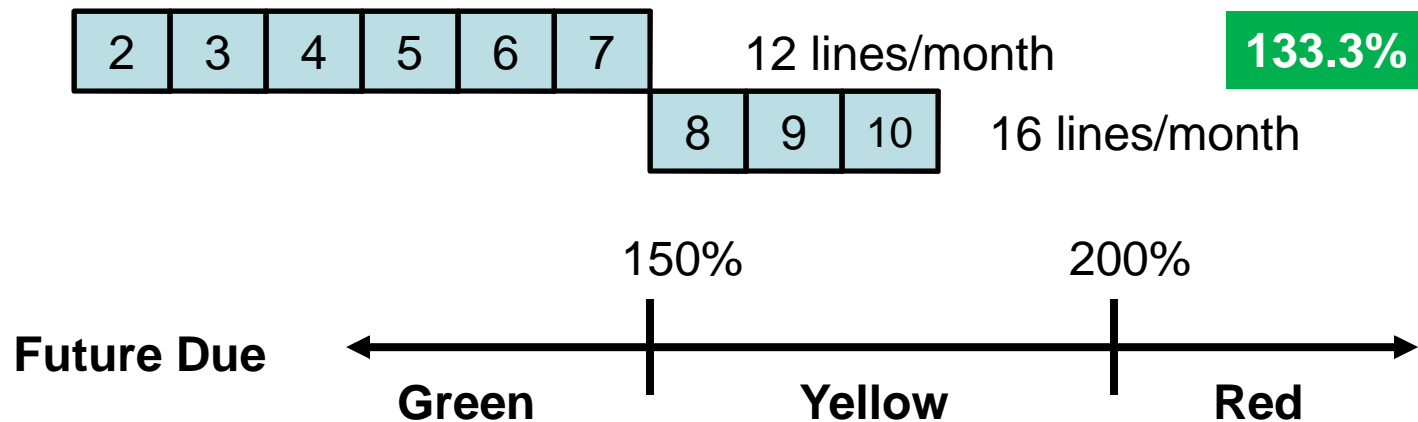 2 3 4 5 6 7 12 lines/month 133.3%
8 9 10 16 lines/month
150% 200%
Future Due
Green Yellow Red